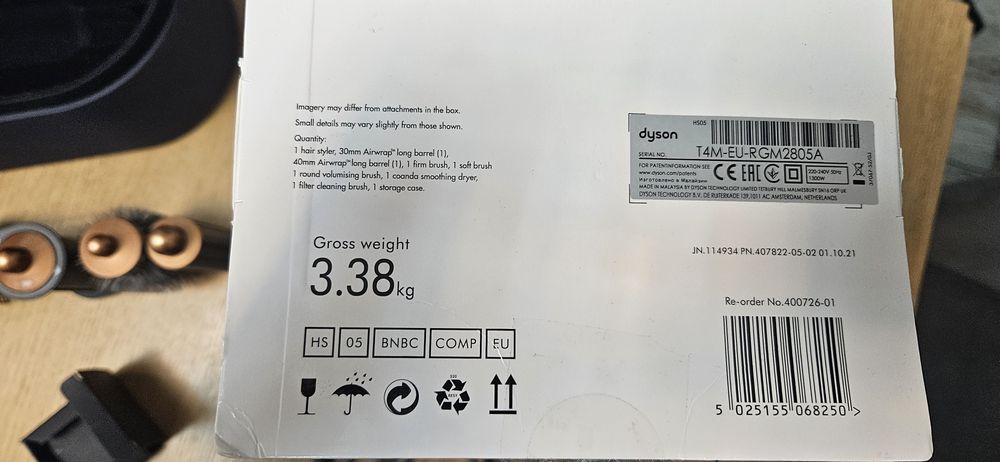 Imagery may differ from attachments in the box.
Small details may vary slightly from those shown.
Quantity:
1 hair styler, 30mm Airwrap™ long barrel (1),
40mm Airwrap™ long barrel (1), 1 firm brush, 1 soft brush
1 round volumising brush, 1 coanda smoothing dryer,
1 filter cleaning brush, 1 storage case.
Gross weight
3.38kg
HS 05 BNBC COMP EU
dyson
HS05
SERIAL NO. T4M-EU-RGM2805A
FOR PATENT INFORMATION SEE
www.dyson.com/patents
Изготовлено в Малайзии
CE EAC
220-240V 50Hz
1300W
MADE IN MALAYSIA BY DYSON TECHNOLOGY LIMITED TETBURY HILL MALMESBURY SN16 0RP UK
DYSON TECHNOLOGY B.V. DE RUITERKADE 139,1011 AC AMSTERDAM, NETHERLANDS
JN.114934 PN.407822-05-02 01.10.21
Re-order No.400726-01
5 025155 068250 >